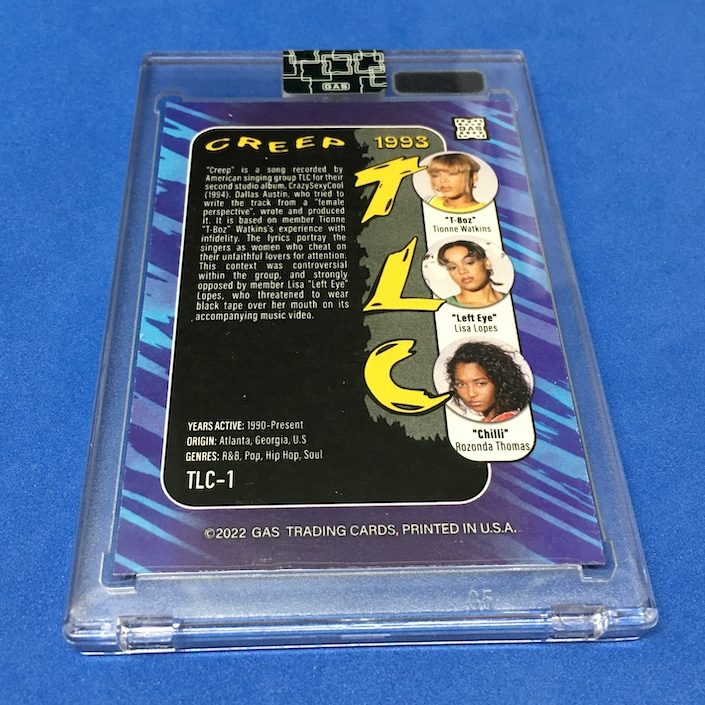 GAS
CREEP
1993
GAS
"Creep" is a song recorded by
American singing group TLC for their
second studio album, CrazySexyCool
(1994). Dallas Austin, who tried to
write the track from a "female
perspective", wrote and produced
it. It is based on member Tionne
"T-Boz" Watkins's experience with
infidelity. The lyrics portray the
singers as women who cheat on
their unfaithful lovers for attention.
This context was controversial
within the group, and strongly
opposed by member Lisa "Left Eye"
Lopes, who threatened to wear
black tape over her mouth on its
accompanying music video.
TLC
"T-Boz"
Tionne Watkins
"Left Eye"
Lisa Lopes
"Chilli"
Rozonda Thomas
YEARS ACTIVE: 1990-Present
ORIGIN: Atlanta, Georgia, U.S
GENRES: R&B, Pop, Hip Hop, Soul
TLC-1
©2022 GAS TRADING CARDS, PRINTED IN U.S.A.